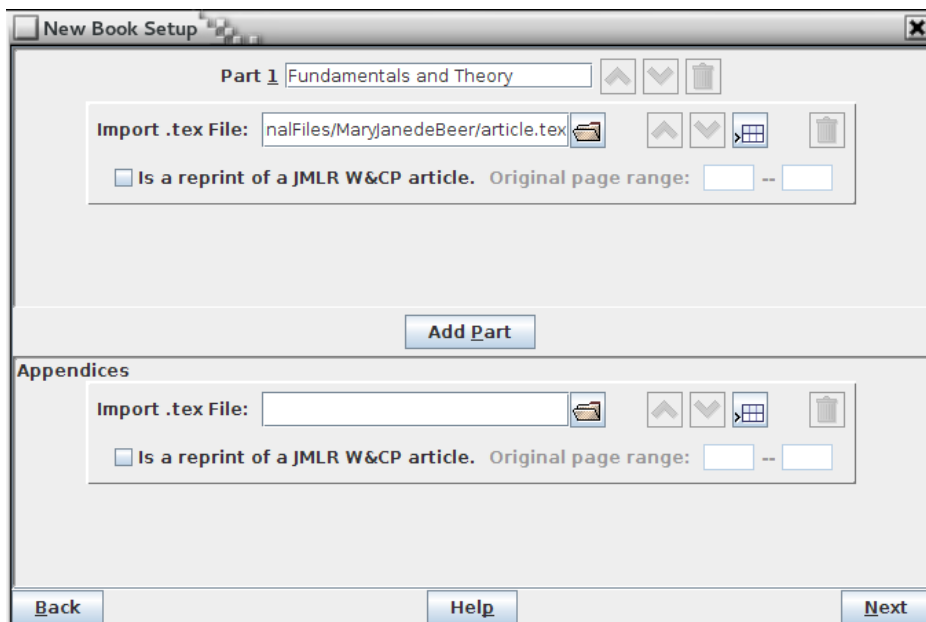 New Book Setup
Part 1 Fundamentals and Theory
Import .tex File: nalFiles/MaryJanedeBeer/article.tex
Is a reprint of a JMLR W&CP article. Original page range: --
Add Part
Appendices
Import .tex File:
Is a reprint of a JMLR W&CP article. Original page range: --
Back Help Next